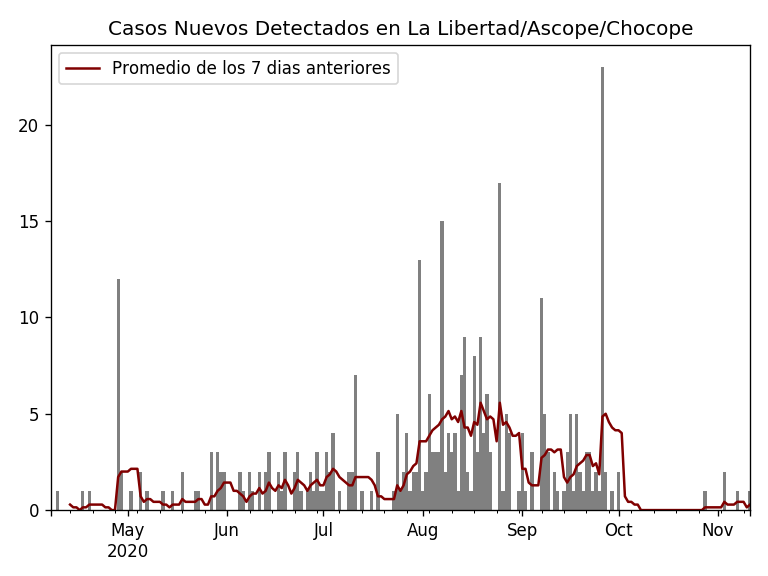 Casos Nuevos Detectados en La Libertad/Ascope/Chocope
Promedio de los 7 dias anteriores
20
15
10
5
0
May Jun Jul Aug Sep Oct Nov
2020